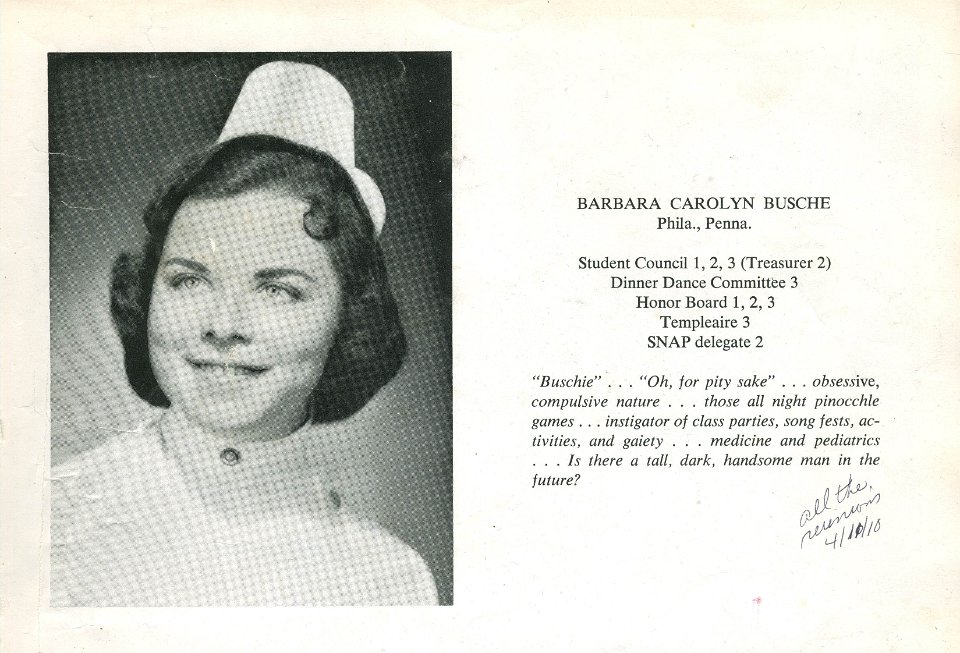 BARBARA CAROLYN BUSCHE
Phila., Penna.
Student Council 1, 2, 3 (Treasurer 2)
Dinner Dance Committee 3
Honor Board 1, 2, 3
Templeaire 3
SNAP delegate 2
“Buschie” . . . “Oh, for pity sake” . . . obsessive,
compulsive nature . . . those all night pinocchle
games . . . instigator of class parties, song fests, ac-
tivities, and gaiety . . . medicine and pediatrics
. . . Is there a tall, dark, handsome man in the
future?
all the
reunions